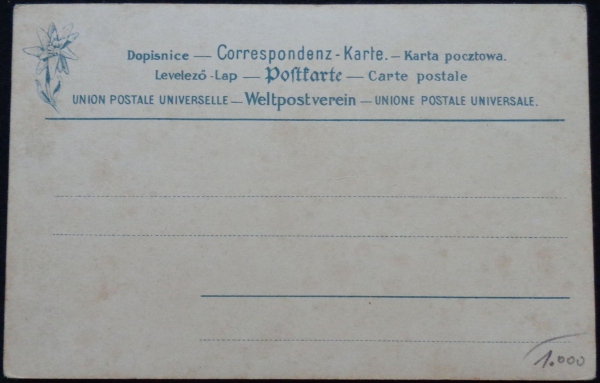 Dopisnice — Correspondenz-Karte. — Karta pocztowa.
Levelező-Lap — Postkarte — Carte postale
UNION POSTALE UNIVERSELLE — Weltpostverein — UNIONE POSTALE UNIVERSALE.
1.000